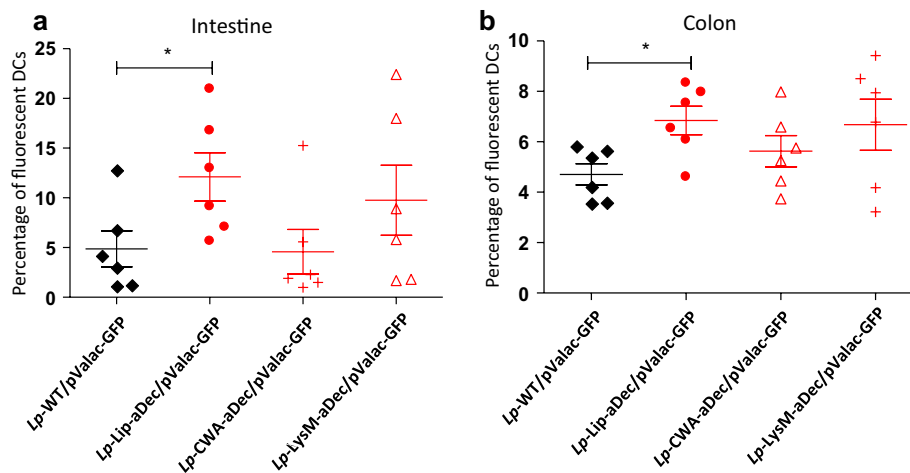 a
Intestine
*
Percentage of fluorescent DCs
25
20
15
10
5
0
Lp-WT/pValac-GFP
Lp-Lip-aDec/pValac-GFP
Lp-CWA-aDec/pValac-GFP
Lp-LysM-aDec/pValac-GFP
b
Colon
*
Percentage of fluorescent DCs
10
8
6
4
2
0
Lp-WT/pValac-GFP
Lp-Lip-aDec/pValac-GFP
Lp-CWA-aDec/pValac-GFP
Lp-LysM-aDec/pValac-GFP